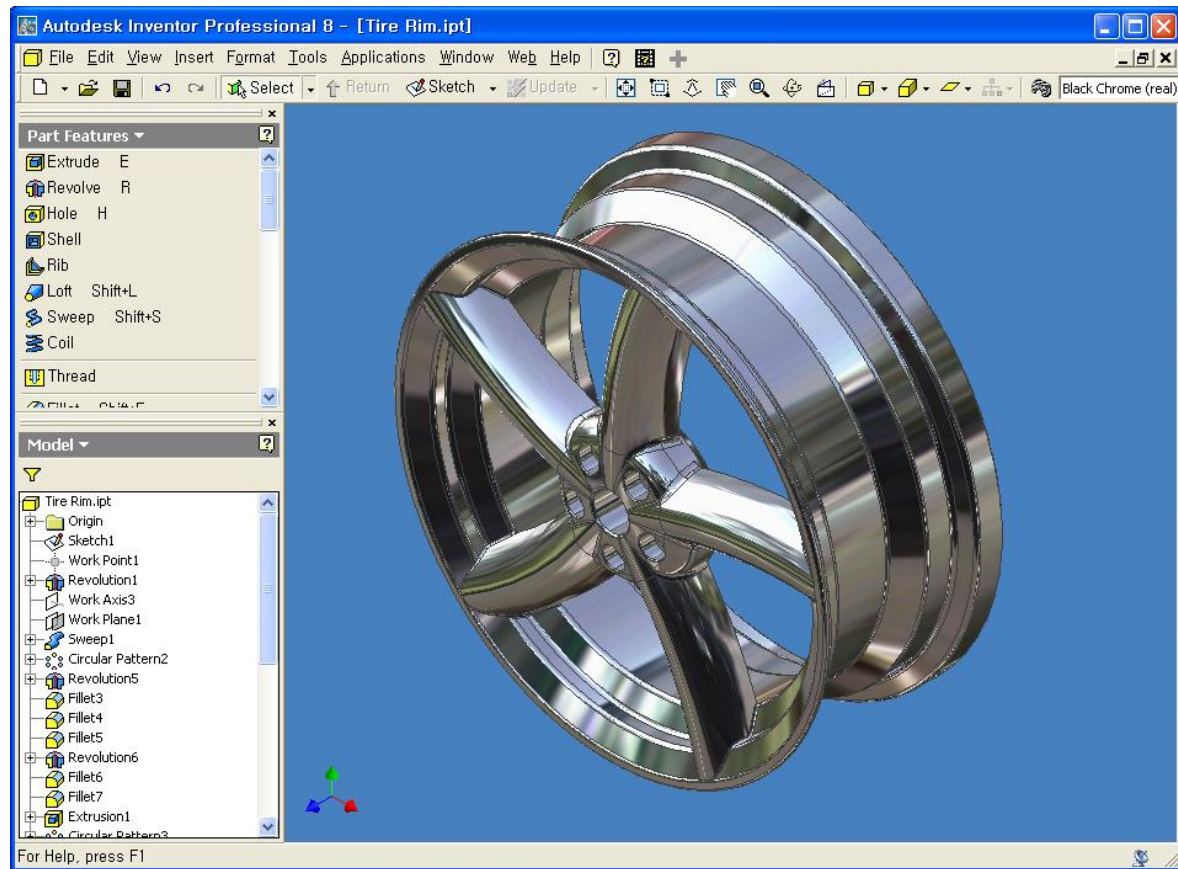 Autodesk Inventor Professional 8 - [Tire Rim.ipt]
File Edit View Insert Format Tools Applications Window Web Help
Select Return Sketch Update Black Chrome (real)
Part Features
Extrude E
Revolve R
Hole H
Shell
Rib
Loft Shift+L
Sweep Shift+S
Coil
Thread
Model
Tire Rim.ipt
Origin
Sketch1
Work Point1
Revolution1
Work Axis3
Work Plane1
Sweep1
Circular Pattern2
Revolution5
Fillet3
Fillet4
Fillet5
Revolution6
Fillet6
Fillet7
Extrusion1
Circular Pattern3
For Help, press F1